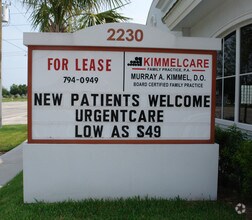 2230
FOR LEASE
794-0949
KIMMELCARE
FAMILY PRACTICE, P.A.
MURRAY A. KIMMEL, D.O.
BOARD CERTIFIED FAMILY PRACTICE
NEW PATIENTS WELCOME
URGENTCARE
LOW AS $49